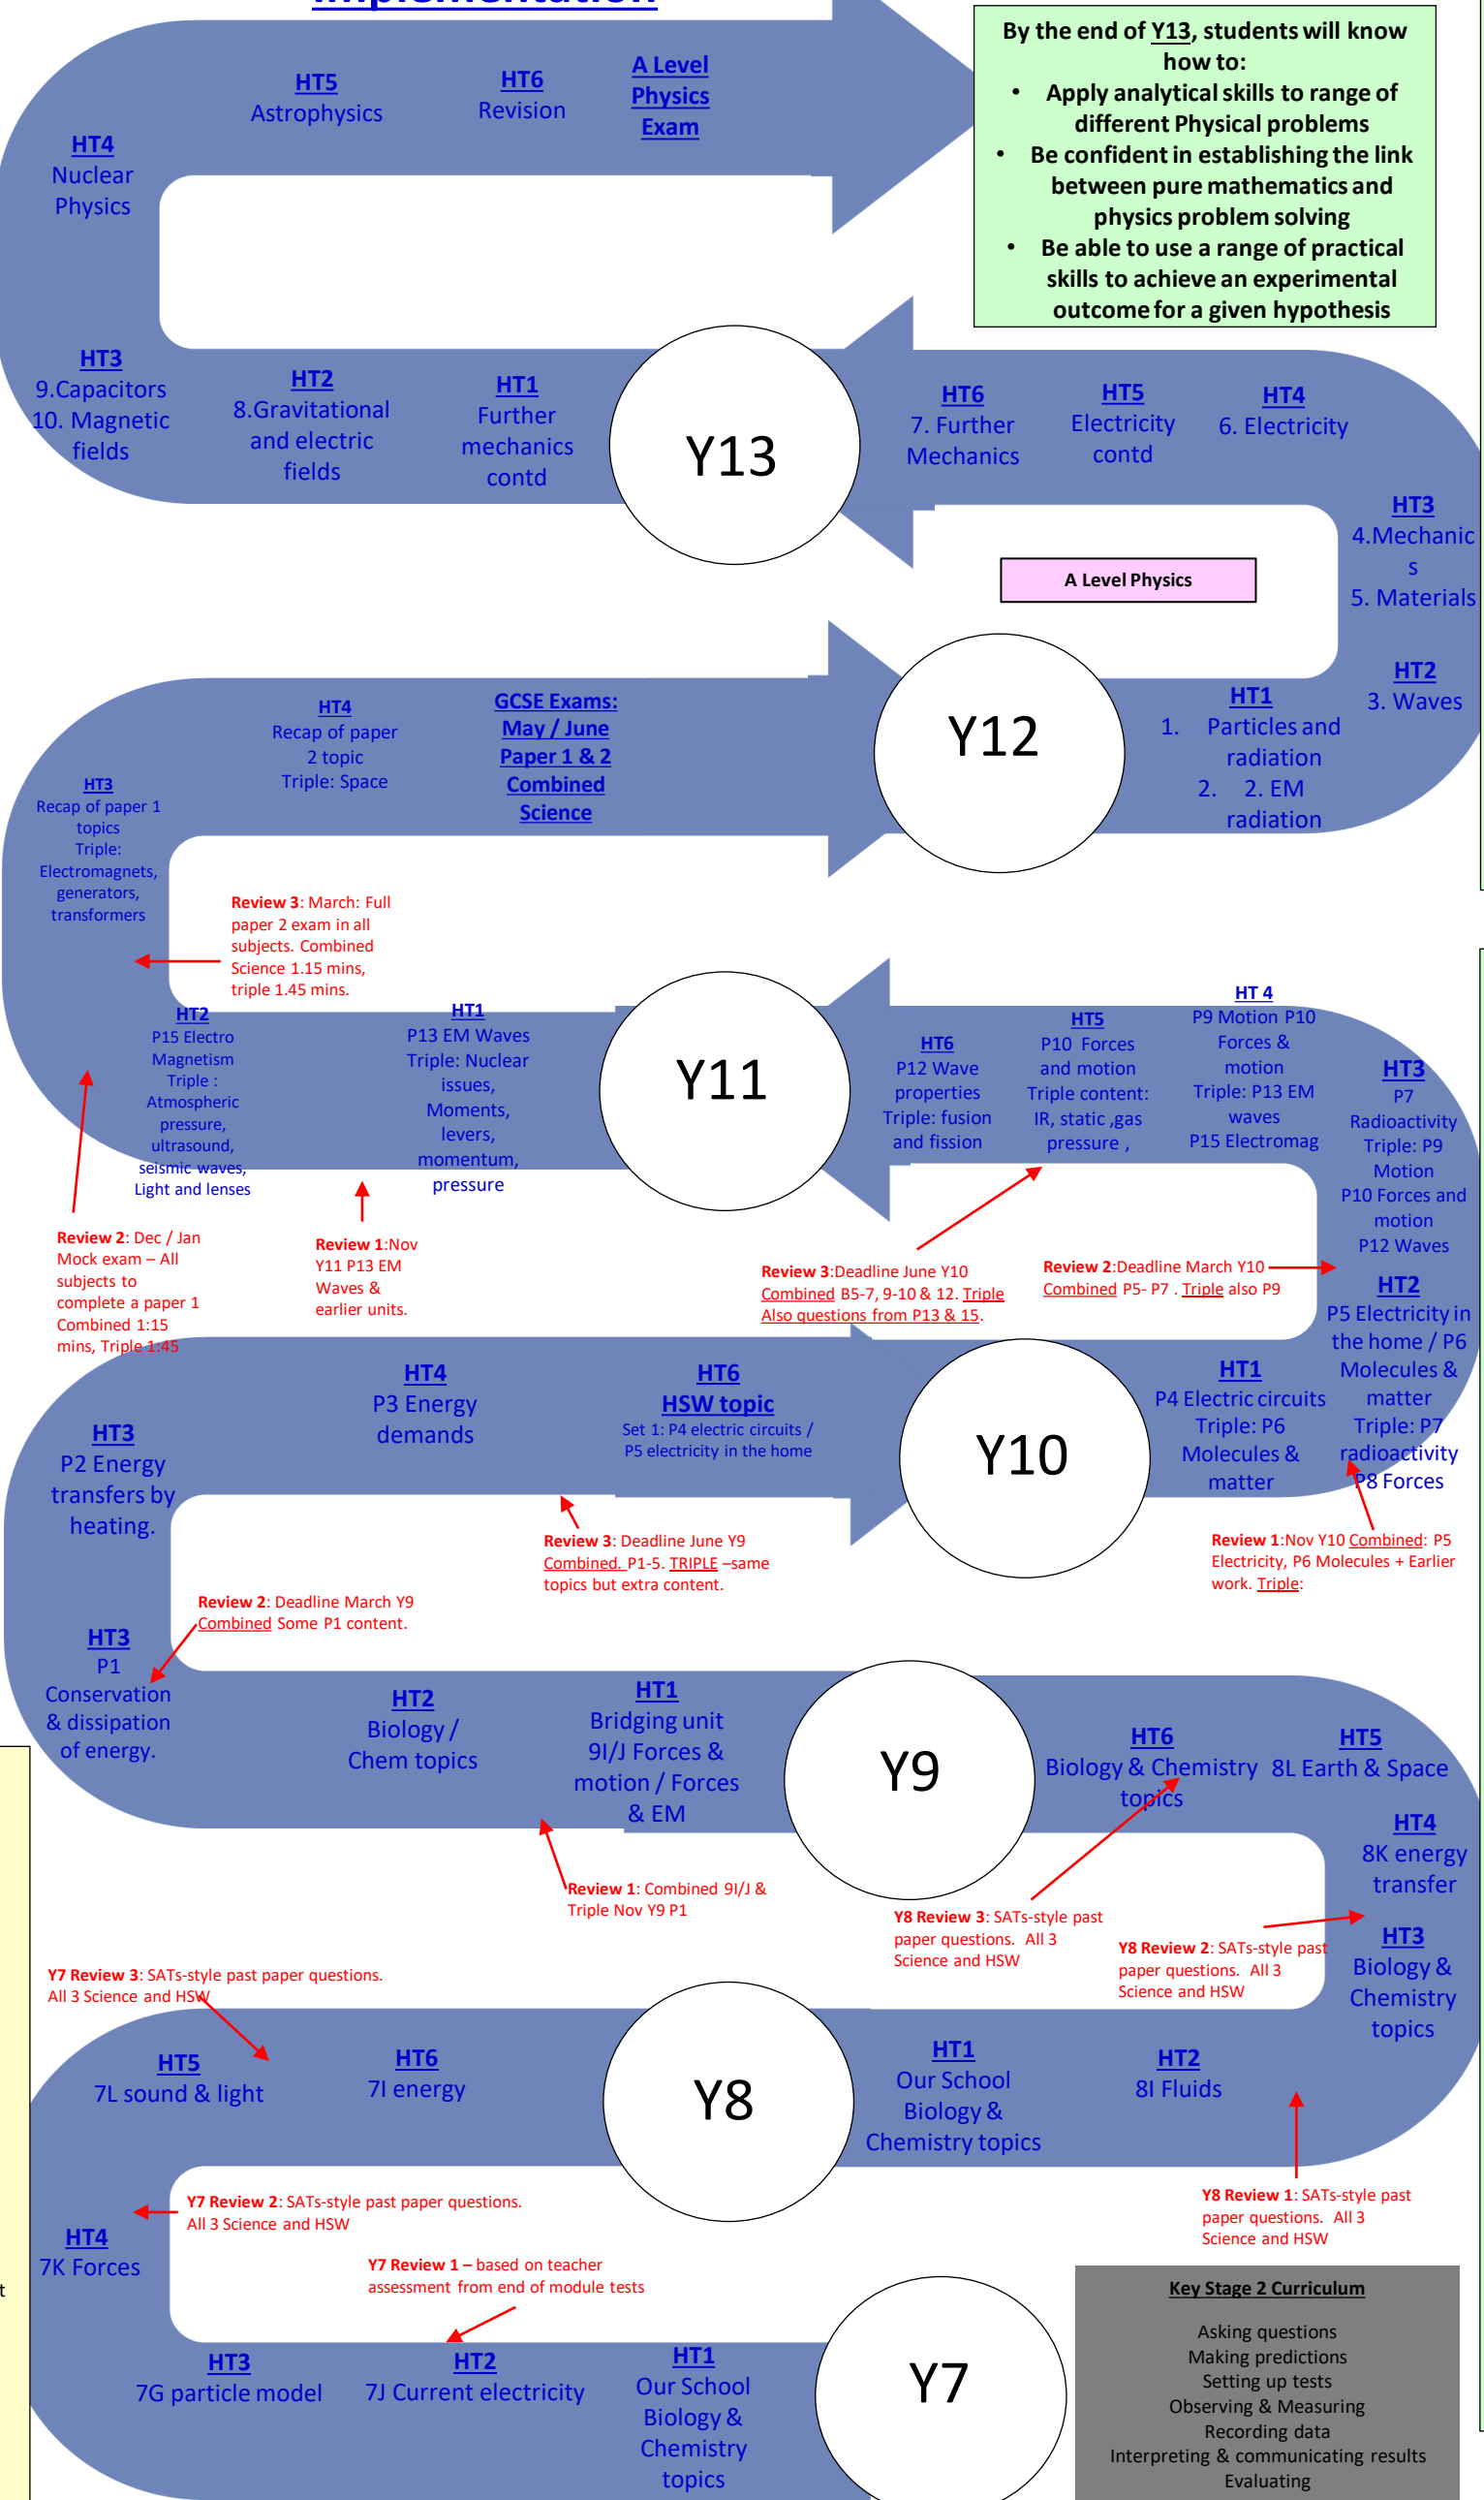 Implementation
By the end of Y13, students will know
how to:
• Apply analytical skills to range of
different Physical problems
• Be confident in establishing the link
between pure mathematics and
physics problem solving
• Be able to use a range of practical
skills to achieve an experimental
outcome for a given hypothesis
HT5
Astrophysics
HT6
Revision
A Level
Physics
Exam
HT4
Nuclear
Physics
HT3
9.Capacitors
10. Magnetic
fields
HT2
8.Gravitational
and electric
fields
HT1
Further
mechanics
contd
Y13
HT6
7. Further
Mechanics
HT5
Electricity
contd
HT4
6. Electricity
HT3
4.Mechanic
s
5. Materials
A Level Physics
HT2
3. Waves
HT1
1. Particles and
radiation
2. 2. EM
radiation
Y12
GCSE Exams:
May / June
Paper 1 & 2
Combined
Science
HT4
Recap of paper
2 topic
Triple: Space
HT3
Recap of paper 1
topics
Triple:
Electromagnets,
generators,
transformers
Review 3: March: Full
paper 2 exam in all
subjects. Combined
Science 1.15 mins,
triple 1.45 mins.
HT2
P15 Electro
Magnetism
Triple :
Atmospheric
pressure,
ultrasound,
seismic waves,
Light and lenses
HT1
P13 EM Waves
Triple: Nuclear
issues,
Moments,
levers,
momentum,
pressure
Y11
HT6
P12 Wave
properties
Triple: fusion
and fission
HT5
P10 Forces
and motion
Triple content:
IR, static ,gas
pressure ,
HT 4
P9 Motion P10
Forces &
motion
Triple: P13 EM
waves
P15 Electromag
HT3
P7
Radioactivity
Triple: P9
Motion
P10 Forces and
motion
P12 Waves
Review 2: Dec / Jan
Mock exam – All
subjects to
complete a paper 1
Combined 1:15
mins, Triple 1:45
Review 1:Nov
Y11 P13 EM
Waves &
earlier units.
Review 3:Deadline June Y10
Combined B5-7, 9-10 & 12. Triple
Also questions from P13 & 15.
Review 2:Deadline March Y10
Combined P5- P7 . Triple also P9
HT2
P5 Electricity in
the home / P6
Molecules &
matter
Triple: P7
radioactivity
P8 Forces
HT1
P4 Electric circuits
Triple: P6
Molecules &
matter
Y10
HT6
HSW topic
Set 1: P4 electric circuits /
P5 electricity in the home
HT4
P3 Energy
demands
HT3
P2 Energy
transfers by
heating.
Review 3: Deadline June Y9
Combined. P1-5. TRIPLE –same
topics but extra content.
Review 1:Nov Y10 Combined: P5
Electricity, P6 Molecules + Earlier
work. Triple:
Review 2: Deadline March Y9
Combined Some P1 content.
HT3
P1
Conservation
& dissipation
of energy.
HT2
Biology /
Chem topics
HT1
Bridging unit
9I/J Forces &
motion / Forces
& EM
Y9
HT6
Biology & Chemistry
topics
HT5
8L Earth & Space
HT4
8K energy
transfer
HT3
Biology &
Chemistry
topics
Review 1: Combined 9I/J &
Triple Nov Y9 P1
Y8 Review 3: SATs-style past
paper questions. All 3
Science and HSW
Y8 Review 2: SATs-style past
paper questions. All 3
Science and HSW
Y7 Review 3: SATs-style past paper questions.
All 3 Science and HSW
HT5
7L sound & light
HT6
7I energy
Y8
HT1
Our School
Biology &
Chemistry topics
HT2
8I Fluids
Y8 Review 1: SATs-style past
paper questions. All 3
Science and HSW
Y7 Review 2: SATs-style past paper questions.
All 3 Science and HSW
HT4
7K Forces
Y7 Review 1 – based on teacher
assessment from end of module tests
HT3
7G particle model
HT2
7J Current electricity
HT1
Our School
Biology &
Chemistry
topics
Y7
Key Stage 2 Curriculum
Asking questions
Making predictions
Setting up tests
Observing & Measuring
Recording data
Interpreting & communicating results
Evaluating